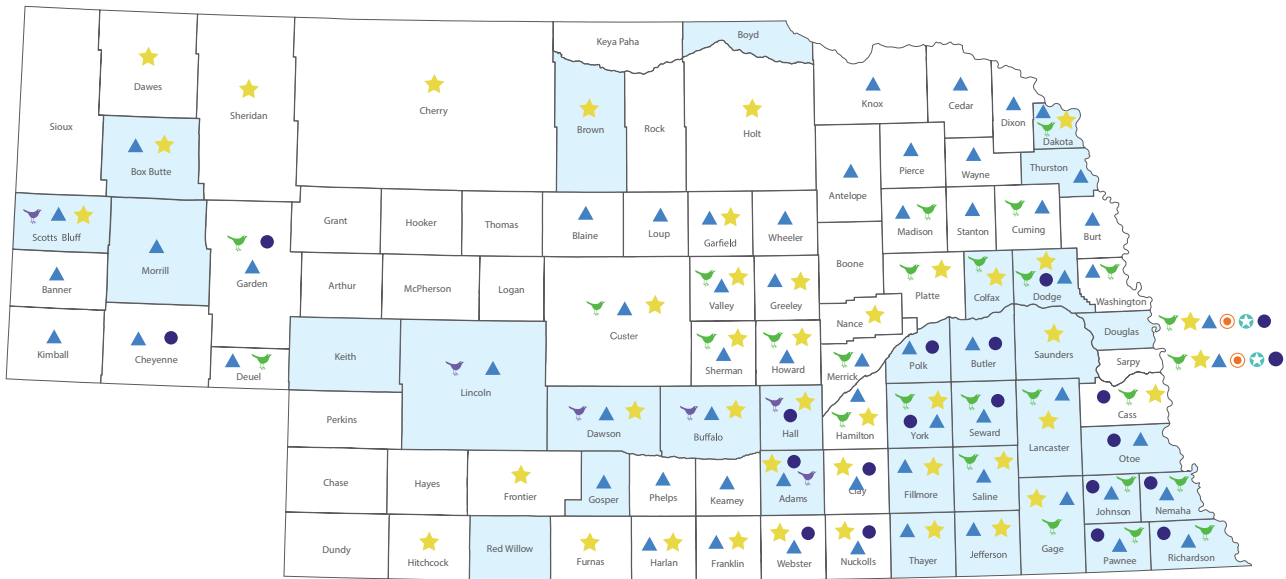 Keya Paha
Boyd
Dawes
Sheridan
Cherry
Sioux
Brown
Rock
Holt
Knox
Cedar
Dixon
Dakota
Box Butte
Antelope
Pierce
Wayne
Thurston
Scotts Bluff
Morrill
Garden
Grant
Hooker
Thomas
Blaine
Loup
Garfield
Wheeler
Madison
Stanton
Cuming
Burt
Banner
Arthur
McPherson
Logan
Custer
Valley
Greeley
Boone
Platte
Colfax
Dodge
Washington
Kimball
Cheyenne
Deuel
Keith
Lincoln
Sherman
Howard
Nance
Merrick
Polk
Butler
Saunders
Douglas
Sarpy
Perkins
Dawson
Buffalo
Hall
Hamilton
York
Seward
Lancaster
Cass
Otoe
Chase
Hayes
Frontier
Gosper
Phelps
Kearney
Adams
Clay
Fillmore
Saline
Gage
Johnson
Nemaha
Dundy
Hitchcock
Red Willow
Furnas
Harlan
Franklin
Webster
Nuckolls
Thayer
Jefferson
Pawnee
Richardson